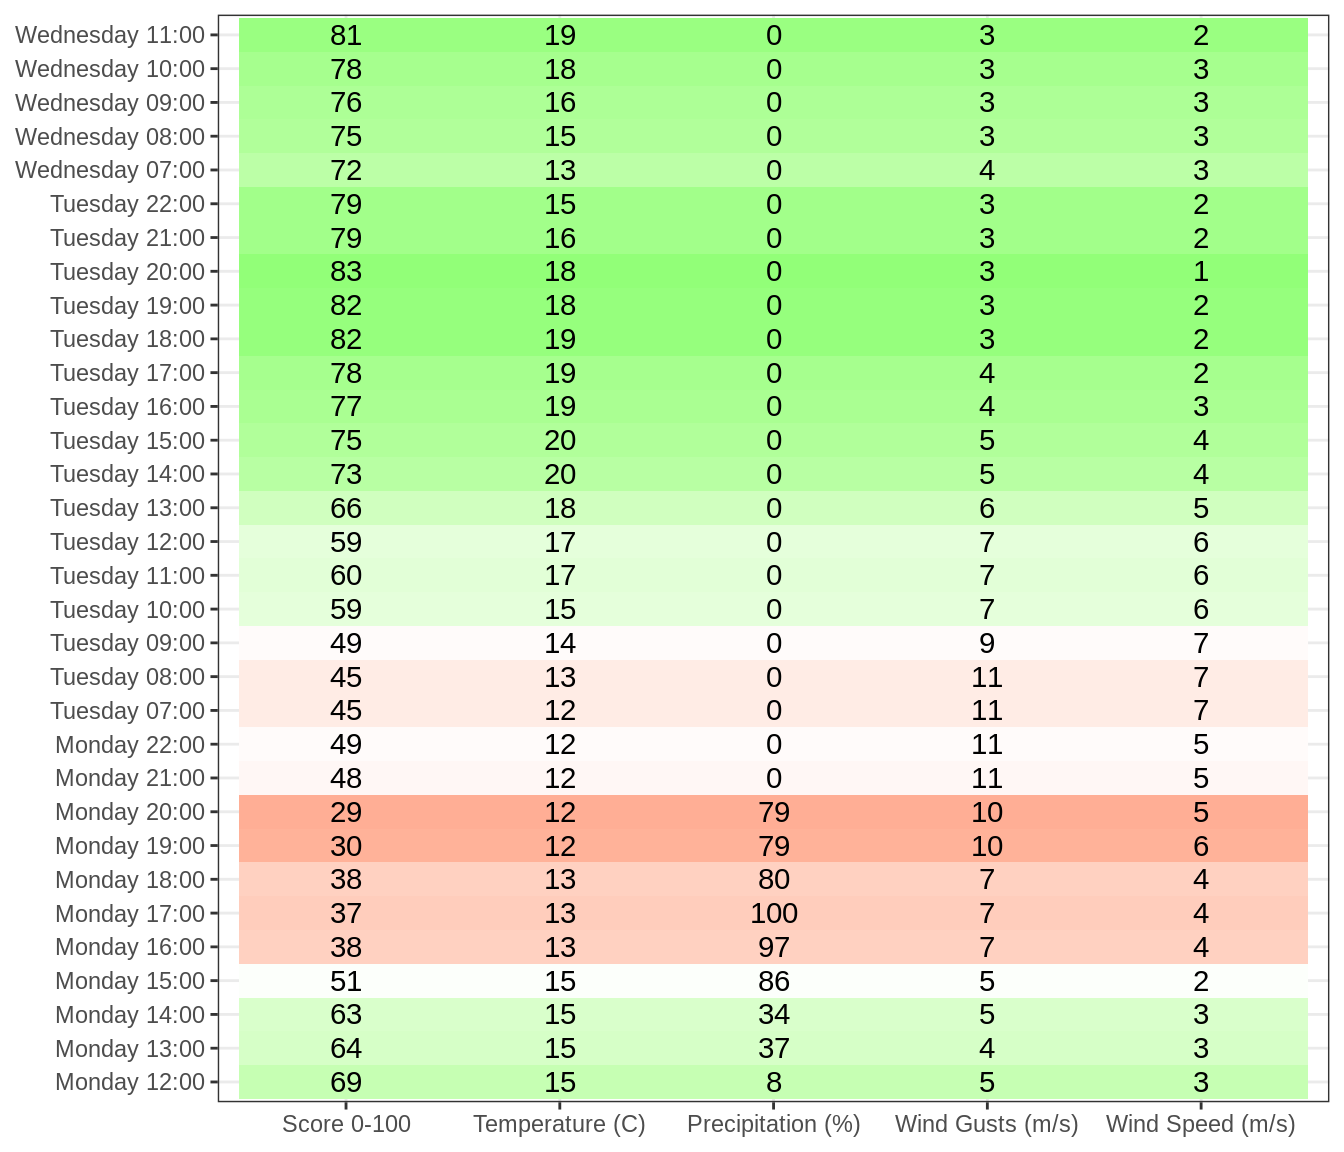 Wednesday 11:00 81 19 0 3 2
Wednesday 10:00 78 18 0 3 3
Wednesday 09:00 76 16 0 3 3
Wednesday 08:00 75 15 0 3 3
Wednesday 07:00 72 13 0 4 3
Tuesday 22:00 79 15 0 3 2
Tuesday 21:00 79 16 0 3 2
Tuesday 20:00 83 18 0 3 1
Tuesday 19:00 82 18 0 3 2
Tuesday 18:00 82 19 0 3 2
Tuesday 17:00 78 19 0 4 2
Tuesday 16:00 77 19 0 4 3
Tuesday 15:00 75 20 0 5 4
Tuesday 14:00 73 20 0 5 4
Tuesday 13:00 66 18 0 6 5
Tuesday 12:00 59 17 0 7 6
Tuesday 11:00 60 17 0 7 6
Tuesday 10:00 59 15 0 7 6
Tuesday 09:00 49 14 0 9 7
Tuesday 08:00 45 13 0 11 7
Tuesday 07:00 45 12 0 11 7
Monday 22:00 49 12 0 11 5
Monday 21:00 48 12 0 11 5
Monday 20:00 29 12 79 10 5
Monday 19:00 30 12 79 10 6
Monday 18:00 38 13 80 7 4
Monday 17:00 37 13 100 7 4
Monday 16:00 38 13 97 7 4
Monday 15:00 51 15 86 5 2
Monday 14:00 63 15 34 5 3
Monday 13:00 64 15 37 4 3
Monday 12:00 69 15 8 5 3
Score 0-100 Temperature (C) Precipitation (%) Wind Gusts (m/s) Wind Speed (m/s)